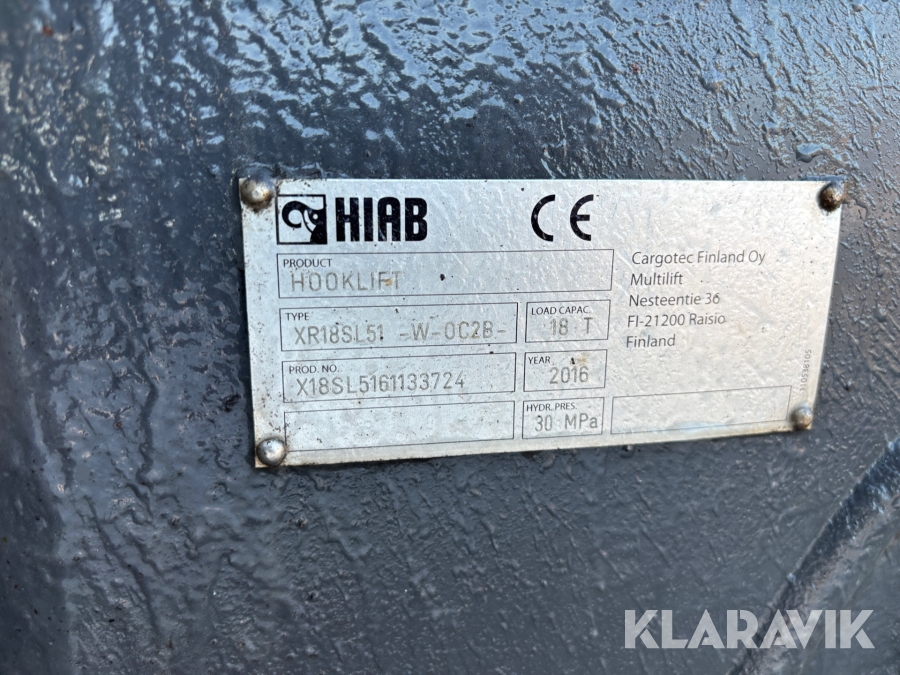 HIAB CE
PRODUCT
HOOKLIFT
TYPE
XR18SL51 -W-OC2B-
LOAD CAPAC.
18 T
PROD. NO.
X18SL5161133724
YEAR
2016
HYDR. PRES.
30 MPa
Cargotec Finland Oy
Multilift
Nesteentie 36
FI-21200 Raisio
Finland
KLARAVIK